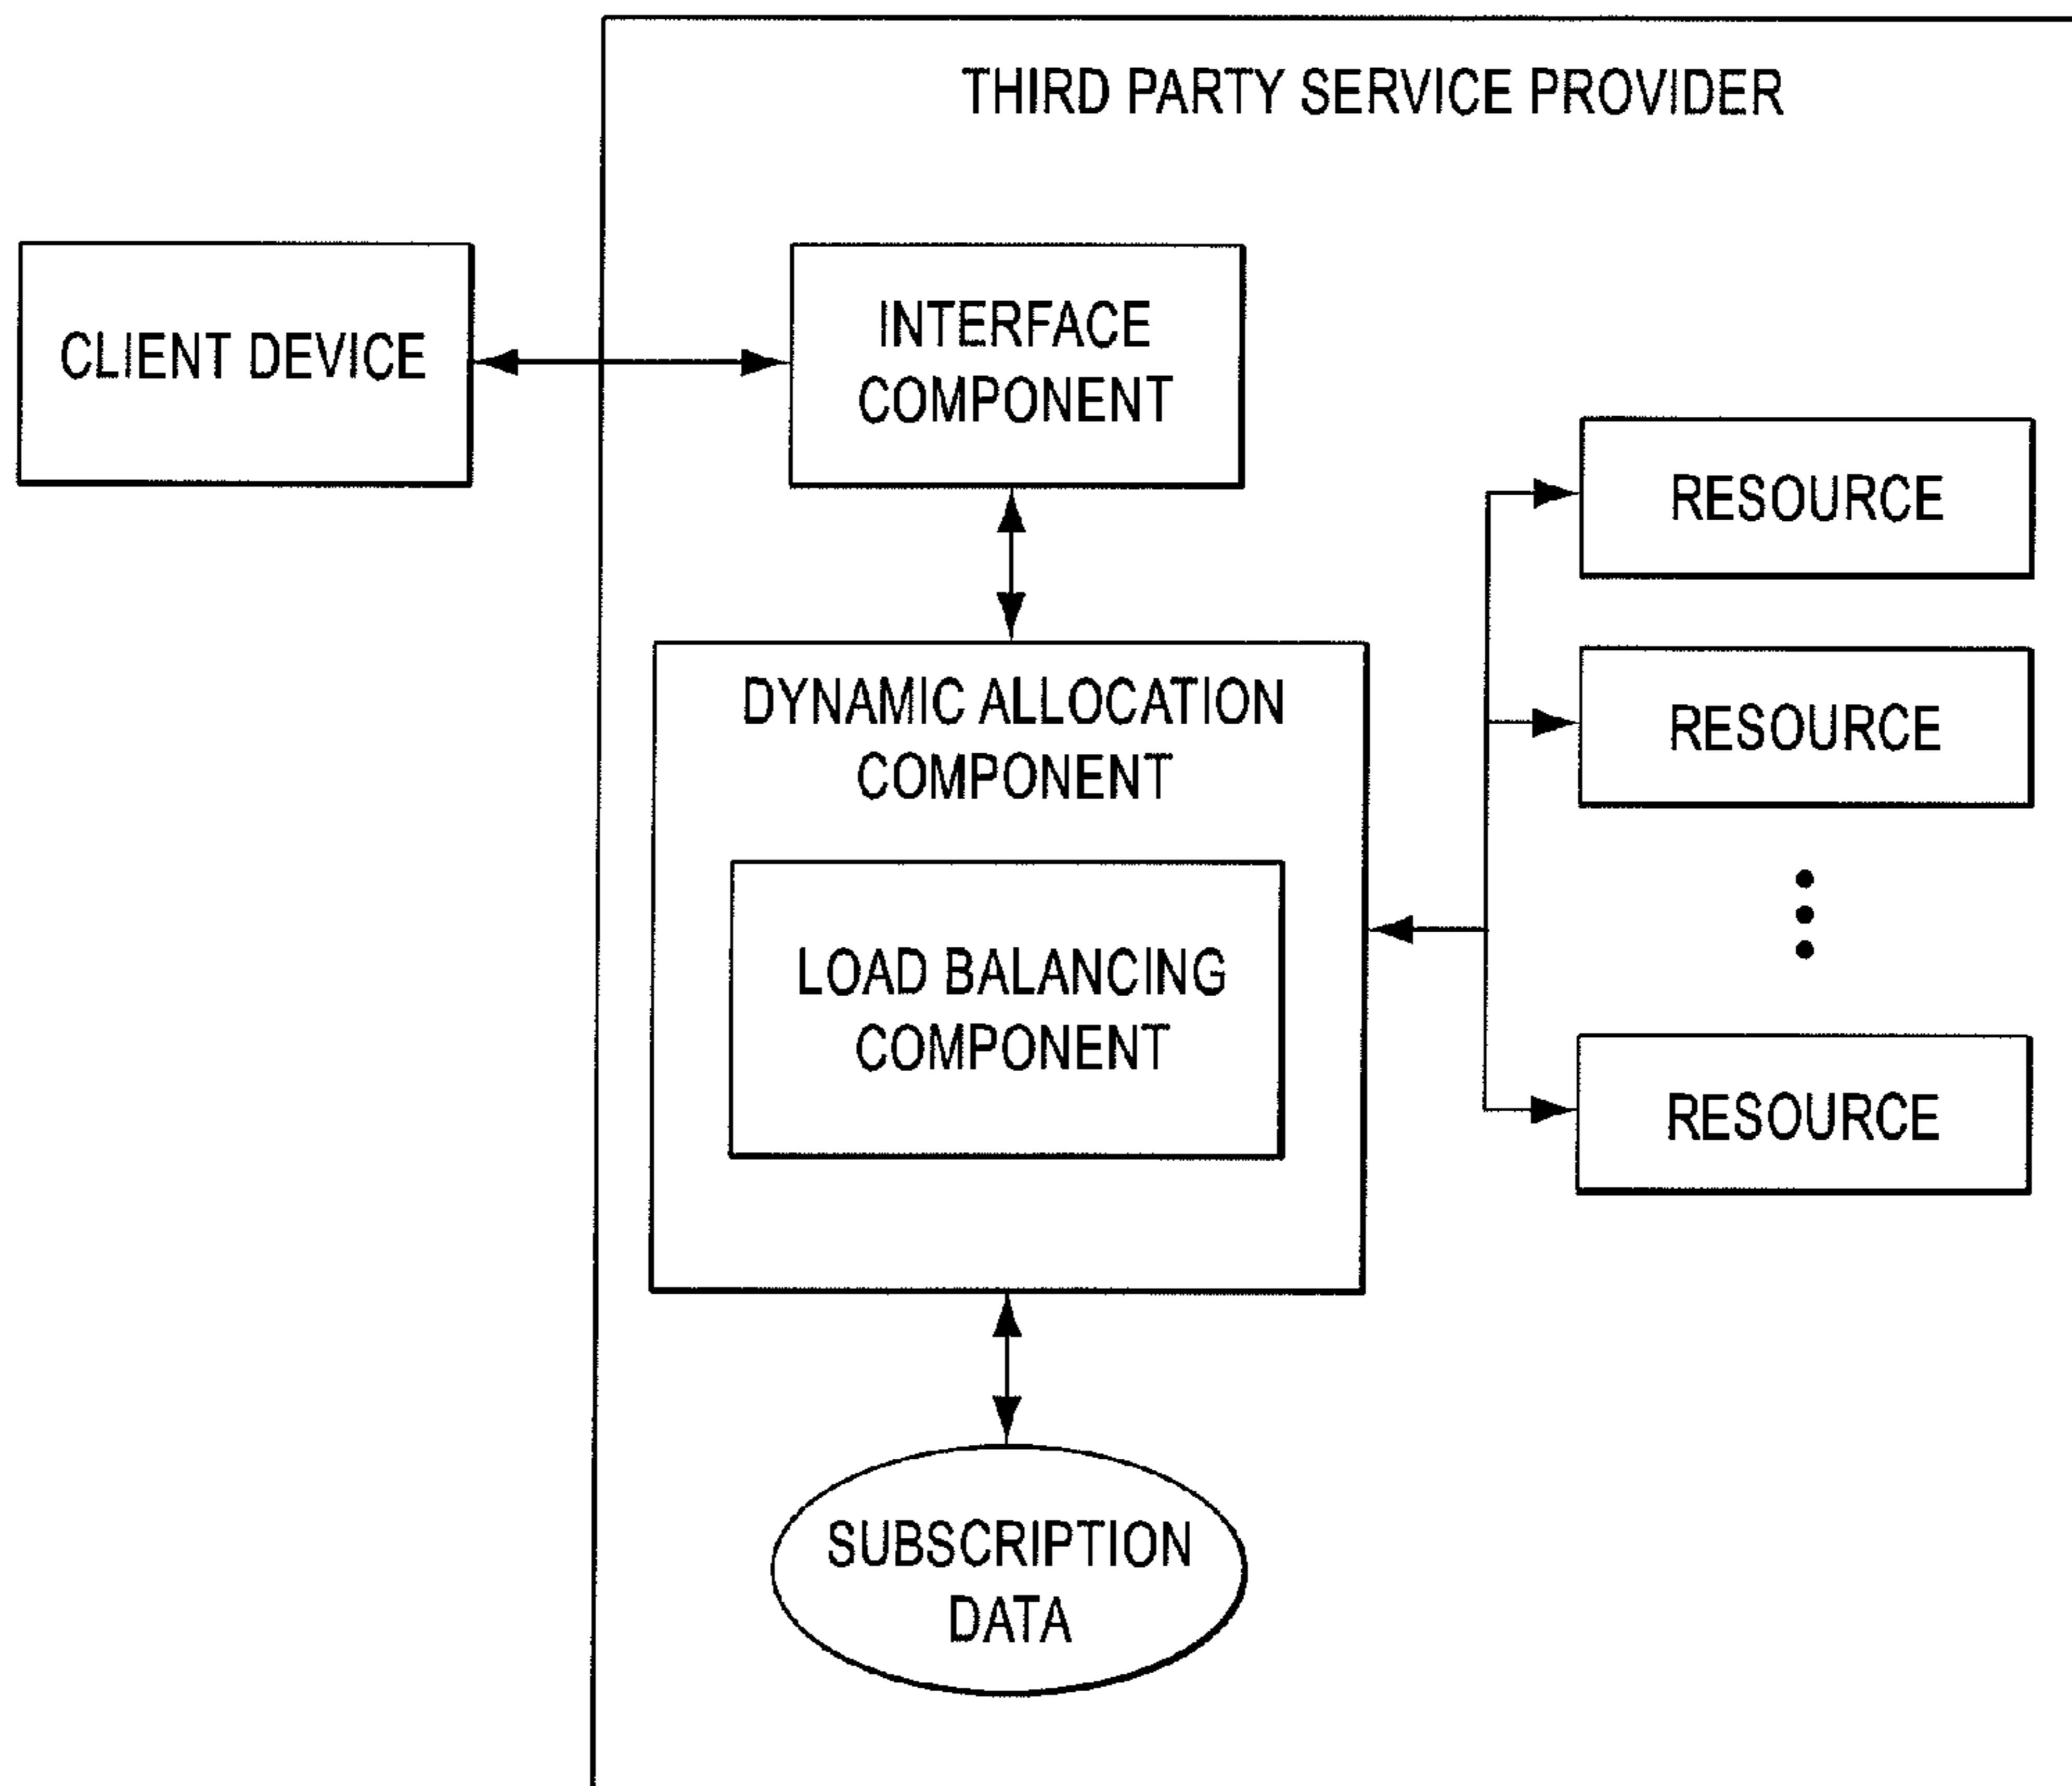 THIRD PARTY SERVICE PROVIDER
CLIENT DEVICE
INTERFACE
COMPONENT
RESOURCE
DYNAMIC ALLOCATION
COMPONENT
RESOURCE
LOAD BALANCING
COMPONENT
RESOURCE
SUBSCRIPTION
DATA